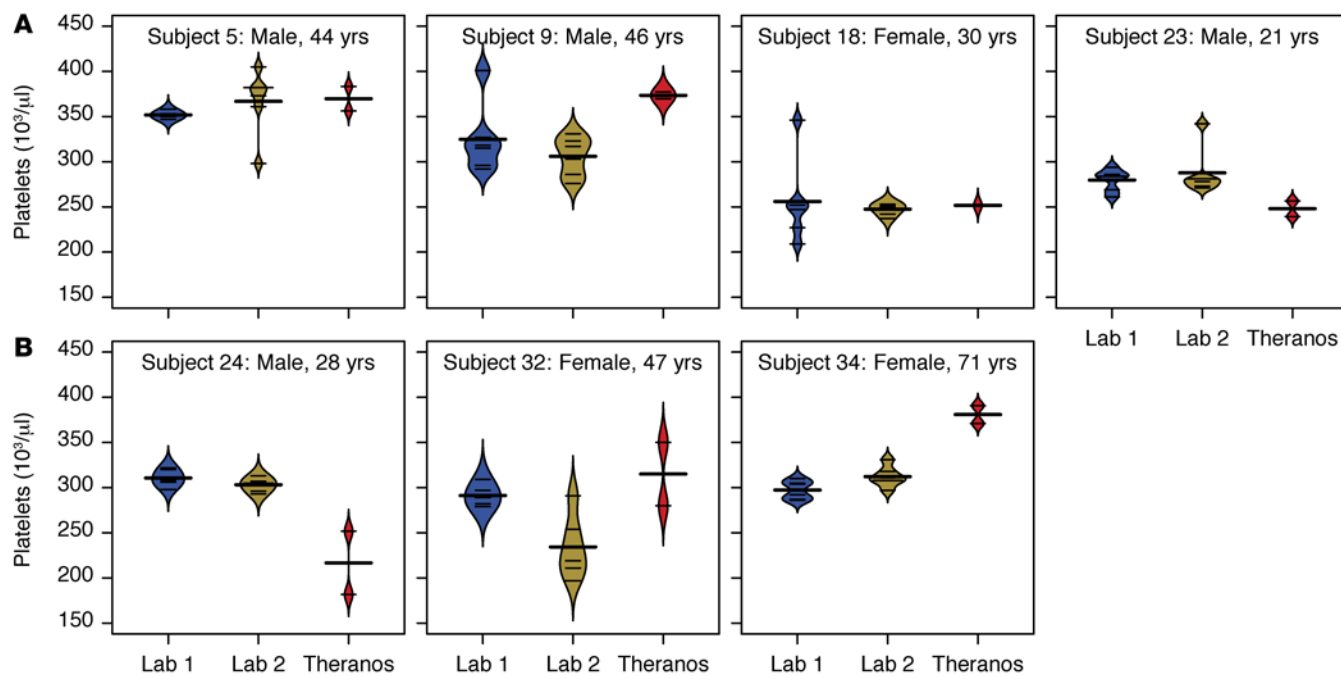 A
Subject 5: Male, 44 yrs
Subject 9: Male, 46 yrs
Subject 18: Female, 30 yrs
Subject 23: Male, 21 yrs
Platelets (10³/μl)
450
400
350
300
250
200
150
Lab 1 Lab 2 Theranos
B
Subject 24: Male, 28 yrs
Subject 32: Female, 47 yrs
Subject 34: Female, 71 yrs
Platelets (10³/μl)
450
400
350
300
250
200
150
Lab 1 Lab 2 Theranos
Lab 1 Lab 2 Theranos
Lab 1 Lab 2 Theranos